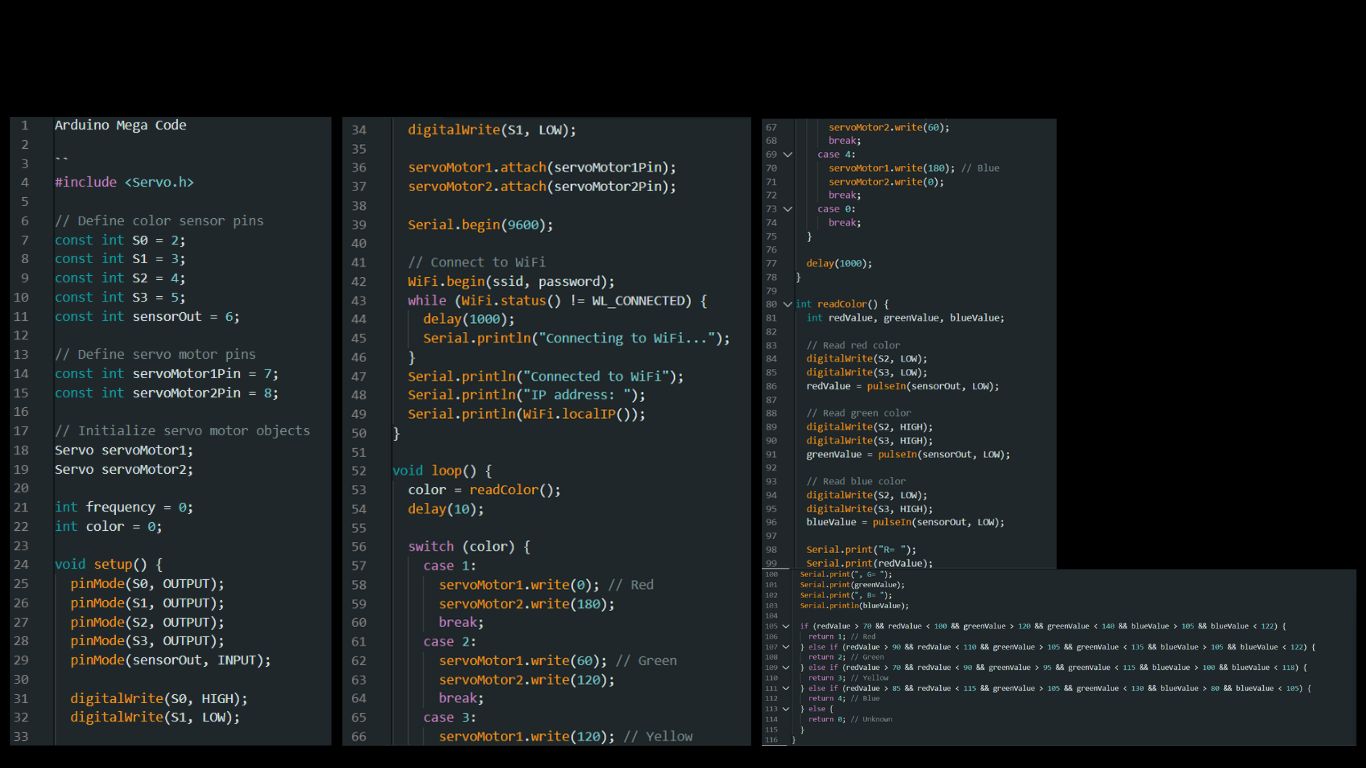 1 Arduino Mega Code
2
3 --
4 #include <Servo.h>
5
6 // Define color sensor pins
7 const int S0 = 2;
8 const int S1 = 3;
9 const int S2 = 4;
10 const int S3 = 5;
11 const int sensorOut = 6;
12
13 // Define servo motor pins
14 const int servoMotor1Pin = 7;
15 const int servoMotor2Pin = 8;
16
17 // Initialize servo motor objects
18 Servo servoMotor1;
19 Servo servoMotor2;
20
21 int frequency = 0;
22 int color = 0;
23
24 void setup() {
25 pinMode(S0, OUTPUT);
26 pinMode(S1, OUTPUT);
27 pinMode(S2, OUTPUT);
28 pinMode(S3, OUTPUT);
29 pinMode(sensorOut, INPUT);
30
31 digitalWrite(S0, HIGH);
32 digitalWrite(S1, LOW);
33
34 digitalWrite(S1, LOW);
35
36 servoMotor1.attach(servoMotor1Pin);
37 servoMotor2.attach(servoMotor2Pin);
38
39 Serial.begin(9600);
40
41 // Connect to WiFi
42 WiFi.begin(ssid, password);
43 while (WiFi.status() != WL_CONNECTED) {
44 delay(1000);
45 Serial.println("Connecting to WiFi...");
46 }
47 Serial.println("Connected to WiFi");
48 Serial.println("IP address: ");
49 Serial.println(WiFi.localIP());
50 }
51
52 void loop() {
53 color = readColor();
54 delay(10);
55
56 switch (color) {
57 case 1:
58 servoMotor1.write(0); // Red
59 servoMotor2.write(180);
60 break;
61 case 2:
62 servoMotor1.write(60); // Green
63 servoMotor2.write(120);
64 break;
65 case 3:
66 servoMotor1.write(120); // Yellow
67 servoMotor2.write(60);
68 break;
69 case 4:
70 servoMotor1.write(180); // Blue
71 servoMotor2.write(0);
72 break;
73 case 0:
74 break;
75 }
76
77 delay(1000);
78 }
79
80 int readColor() {
81 int redValue, greenValue, blueValue;
82
83 // Read red color
84 digitalWrite(S2, LOW);
85 digitalWrite(S3, LOW);
86 redValue = pulseIn(sensorOut, LOW);
87
88 // Read green color
89 digitalWrite(S2, HIGH);
90 digitalWrite(S3, HIGH);
91 greenValue = pulseIn(sensorOut, LOW);
92
93 // Read blue color
94 digitalWrite(S2, LOW);
95 digitalWrite(S3, HIGH);
96 blueValue = pulseIn(sensorOut, LOW);
97
98 Serial.print("R= ");
99 Serial.print(redValue);
100 Serial.print(", G= ");
101 Serial.print(greenValue);
102 Serial.print(", B= ");
103 Serial.println(blueValue);
104
105 if (redValue > 70 && redValue < 100 && greenValue > 120 && greenValue < 140 && blueValue > 105 && blueValue < 122) {
106 return 1; // Red
107 } else if (redValue > 90 && redValue < 110 && greenValue > 105 && greenValue < 135 && blueValue > 105 && blueValue < 122) {
108 return 2; // Green
109 } else if (redValue > 70 && redValue < 90 && greenValue > 95 && greenValue < 115 && blueValue > 100 && blueValue < 118) {
110 return 3; // Yellow
111 } else if (redValue > 85 && redValue < 115 && greenValue > 105 && greenValue < 130 && blueValue > 80 && blueValue < 105) {
112 return 4; // Blue
113 } else {
114 return 0; // Unknown
115 }
116 }